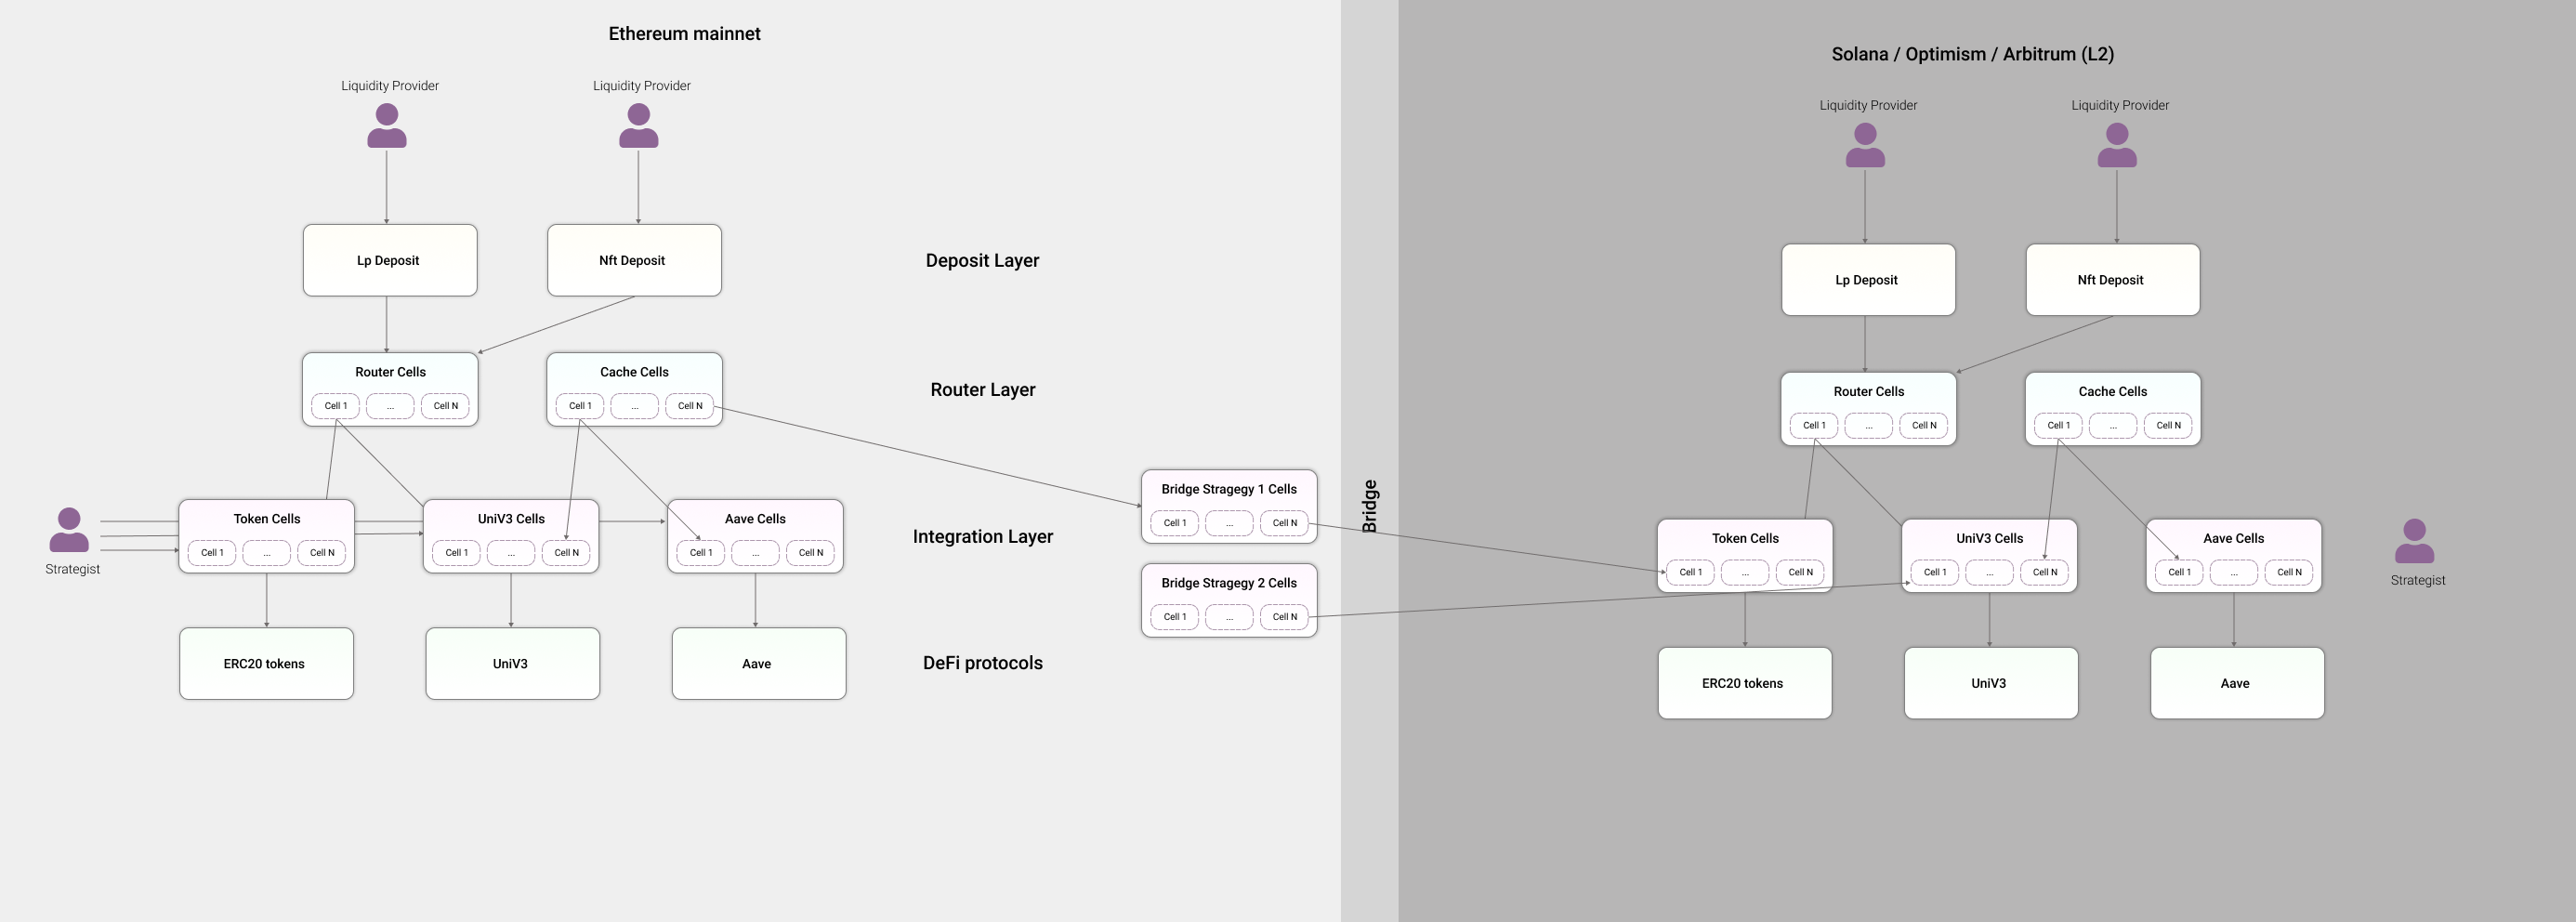 Ethereum mainnet
Liquidity Provider
Liquidity Provider
Lp Deposit
Nft Deposit
Deposit Layer
Router Cells
Cell 1
...
Cell N
Cache Cells
Cell 1
...
Cell N
Router Layer
Strategist
Token Cells
Cell 1
...
Cell N
UniV3 Cells
Cell 1
...
Cell N
Aave Cells
Cell 1
...
Cell N
Integration Layer
Bridge Stragegy 1 Cells
Cell 1
...
Cell N
Bridge Stragegy 2 Cells
Cell 1
...
Cell N
ERC20 tokens
UniV3
Aave
DeFi protocols
Bridge
Solana / Optimism / Arbitrum (L2)
Liquidity Provider
Liquidity Provider
Lp Deposit
Nft Deposit
Router Cells
Cell 1
...
Cell N
Cache Cells
Cell 1
...
Cell N
Token Cells
Cell 1
...
Cell N
UniV3 Cells
Cell 1
...
Cell N
Aave Cells
Cell 1
...
Cell N
Strategist
ERC20 tokens
UniV3
Aave